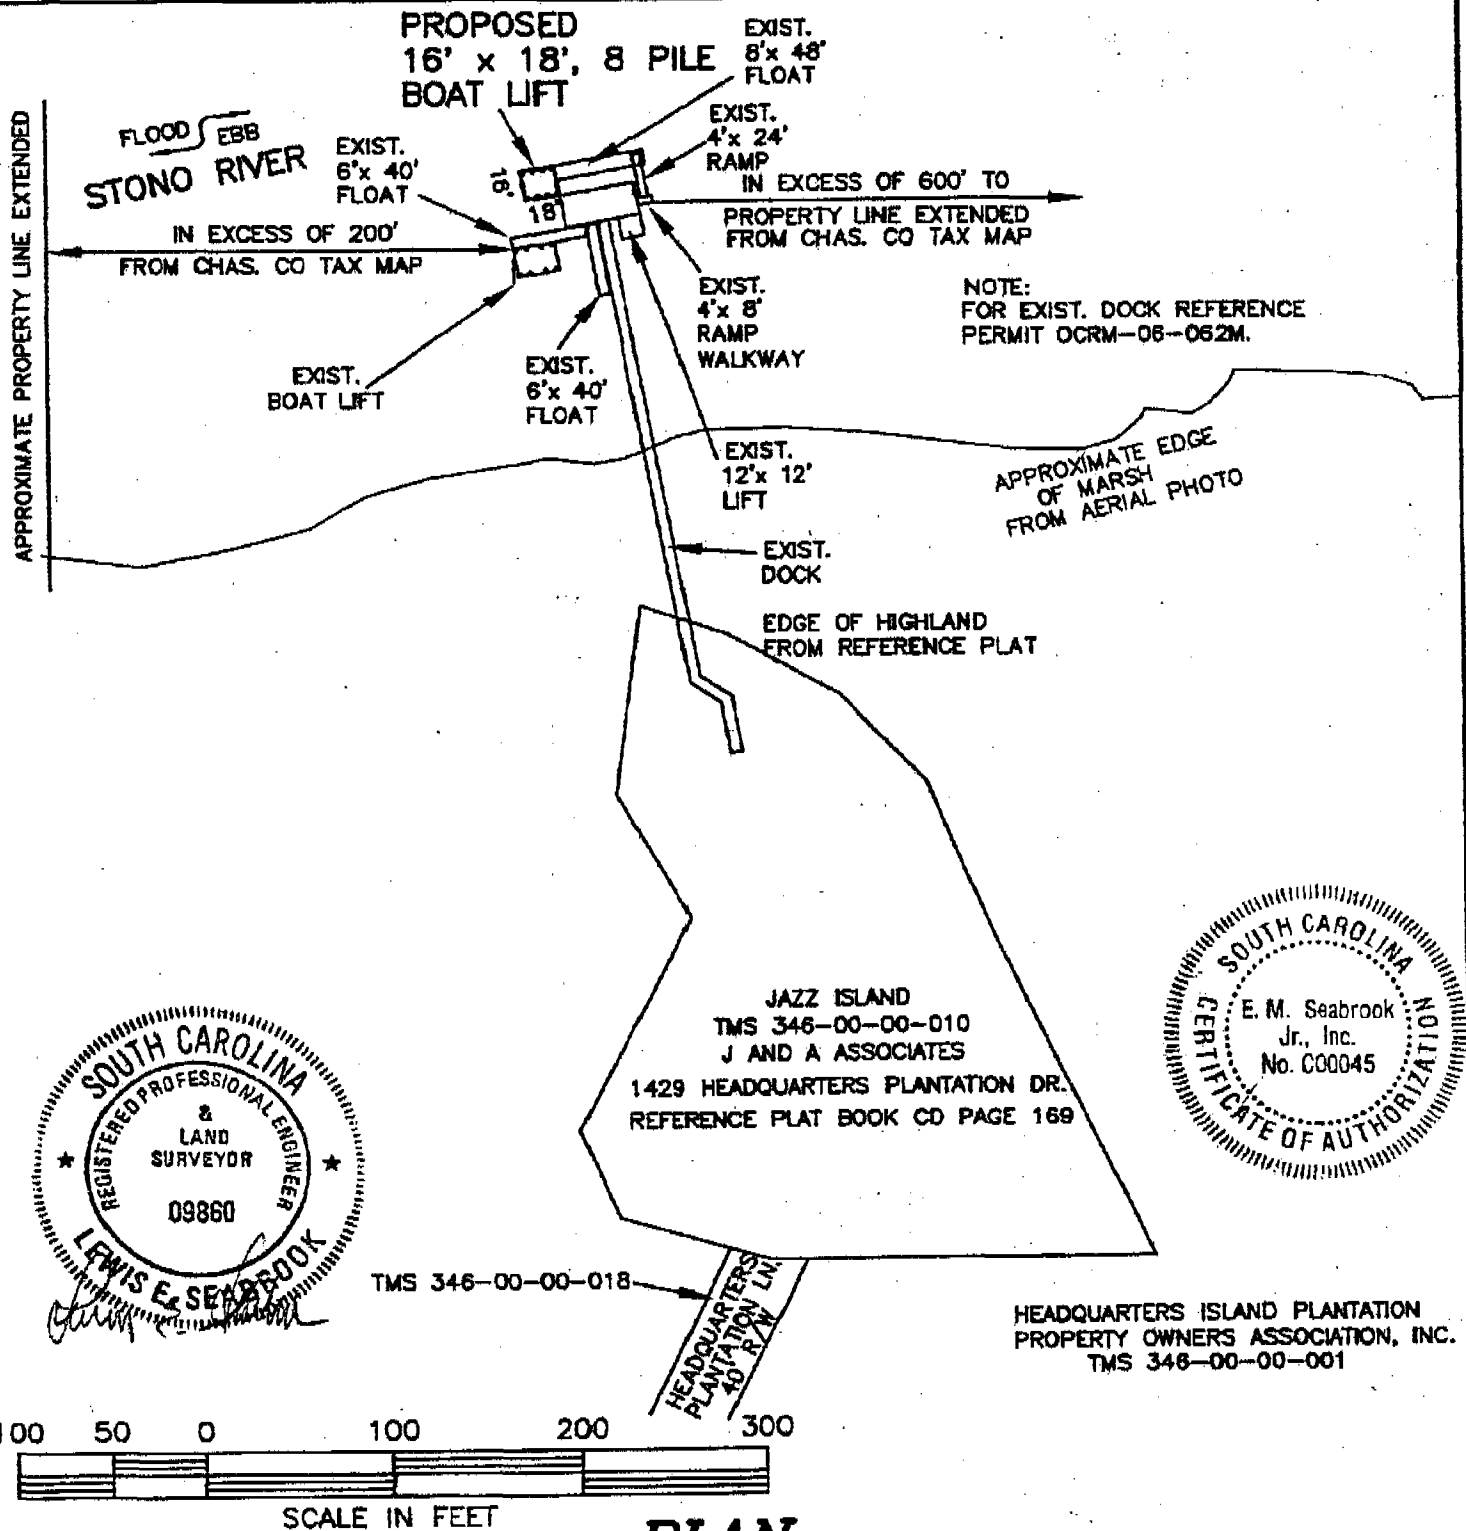 PROPOSED
16' x 18', 8 PILE
BOAT LIFT
EXIST.
8'x 48'
FLOAT
APPROXIMATE PROPERTY LINE EXTENDED
FLOOD
EBB
STONO RIVER
EXIST.
6'x 40'
FLOAT
EXIST.
4'x 24'
RAMP
16'
18'
IN EXCESS OF 600' TO
PROPERTY LINE EXTENDED
FROM CHAS. CO TAX MAP
IN EXCESS OF 200'
FROM CHAS. CO TAX MAP
EXIST.
4'x 8'
RAMP
WALKWAY
NOTE:
FOR EXIST. DOCK REFERENCE
PERMIT OCRM-06-062M.
EXIST.
BOAT LIFT
EXIST.
6'x 40'
FLOAT
EXIST.
12'x 12'
LIFT
APPROXIMATE EDGE
OF MARSH
FROM AERIAL PHOTO
EXIST.
DOCK
EDGE OF HIGHLAND
FROM REFERENCE PLAT
JAZZ ISLAND
TMS 346-00-00-010
J AND A ASSOCIATES
1429 HEADQUARTERS PLANTATION DR.
REFERENCE PLAT BOOK CD PAGE 169
SOUTH CAROLINA
CERTIFICATE OF AUTHORIZATION
E. M. Seabrook
Jr., Inc.
No. C00045
SOUTH CAROLINA
REGISTERED PROFESSIONAL ENGINEER
&
LAND
SURVEYOR
09860
LEWIS E. SEABROOK
TMS 346-00-00-018
HEADQUARTERS
PLANTATION LN.
40' R/W
HEADQUARTERS ISLAND PLANTATION
PROPERTY OWNERS ASSOCIATION, INC.
TMS 346-00-00-001
100 50 0 100 200 300
SCALE IN FEET
PLAN